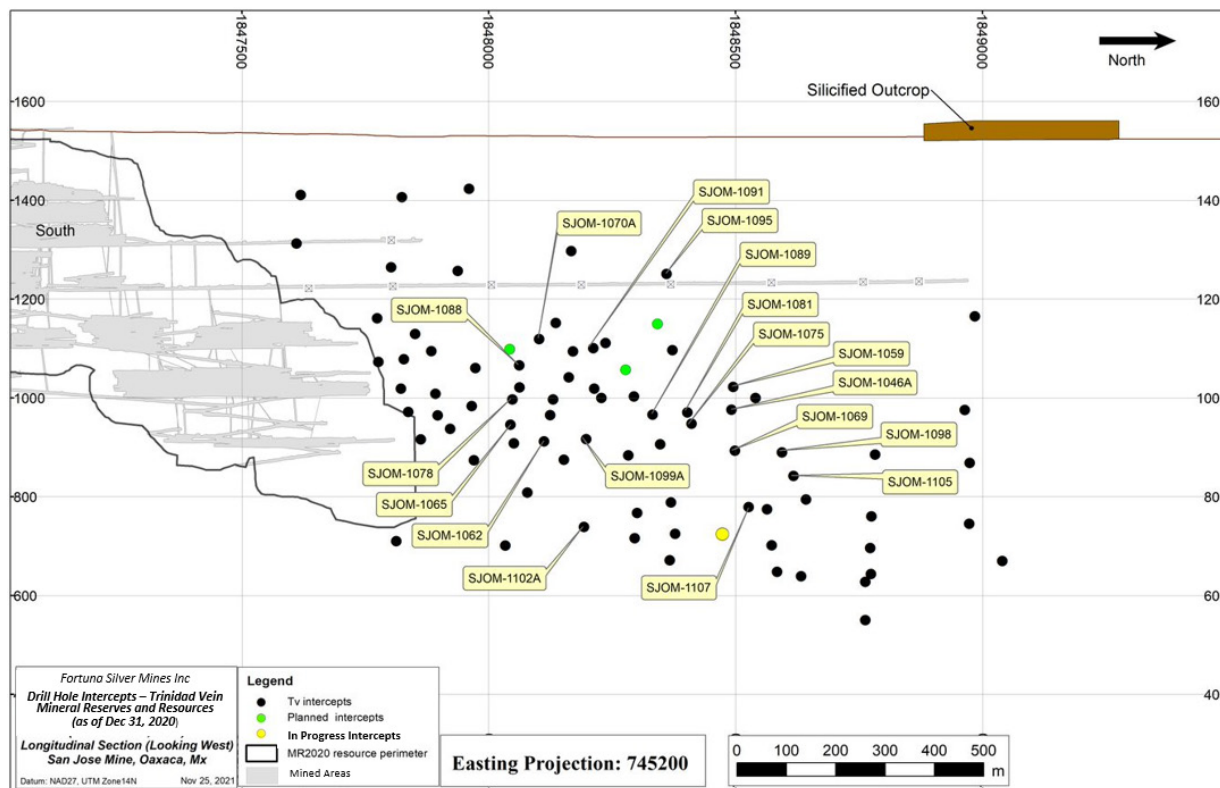 1847500
1848000
1848500
1849000
North
Silicified Outcrop
1600
160
1400
140
1200
120
1000
100
800
80
600
60
400
40
South
SJOM-1091
SJOM-1095
SJOM-1070A
SJOM-1089
SJOM-1088
SJOM-1081
SJOM-1075
SJOM-1059
SJOM-1046A
SJOM-1069
SJOM-1098
SJOM-1078
SJOM-1099A
SJOM-1105
SJOM-1065
SJOM-1062
SJOM-1102A
SJOM-1107
Fortuna Silver Mines Inc
Drill Hole Intercepts – Trinidad Vein
Mineral Reserves and Resources
(as of Dec 31, 2020)
Longitudinal Section (Looking West)
San Jose Mine, Oaxaca, Mx
Datum: NAD27, UTM Zone14N Nov 25, 2021
Legend
Tv intercepts
Planned intercepts
In Progress Intercepts
MR2020 resource perimeter
Mined Areas
Easting Projection: 745200
0 100 200 300 400 500
m